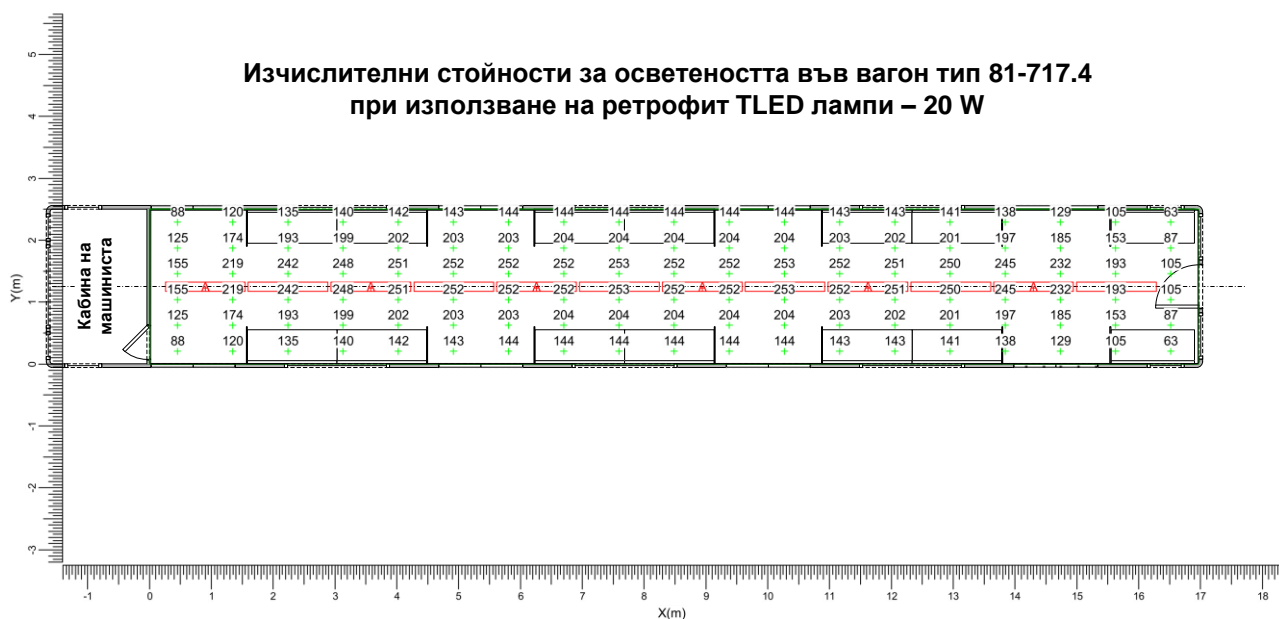 Изчислителни стойности за осветеността във вагон тип 81-717.4
при използване на ретрофит TLED лампи – 20 W
5
4
3
2
1
0
-1
-2
-3
Y(m)
Кабина на
машиниста
88 120 135 140 142 143 144 144 144 144 144 144 143 143 141 138 129 105 63
125 174 193 199 202 203 203 204 204 204 204 204 203 202 201 197 185 153 87
155 219 242 248 251 252 252 252 253 252 252 253 252 251 250 245 232 193 105
155 219 242 248 251 252 252 252 253 252 252 253 252 251 250 245 232 193 105
A A A A A A
125 174 193 199 202 203 203 204 204 204 204 204 203 202 201 197 185 153 87
88 120 135 140 142 143 144 144 144 144 144 144 143 143 141 138 129 105 63
-1 0 1 2 3 4 5 6 7 8 9 10 11 12 13 14 15 16 17 18
X(m)